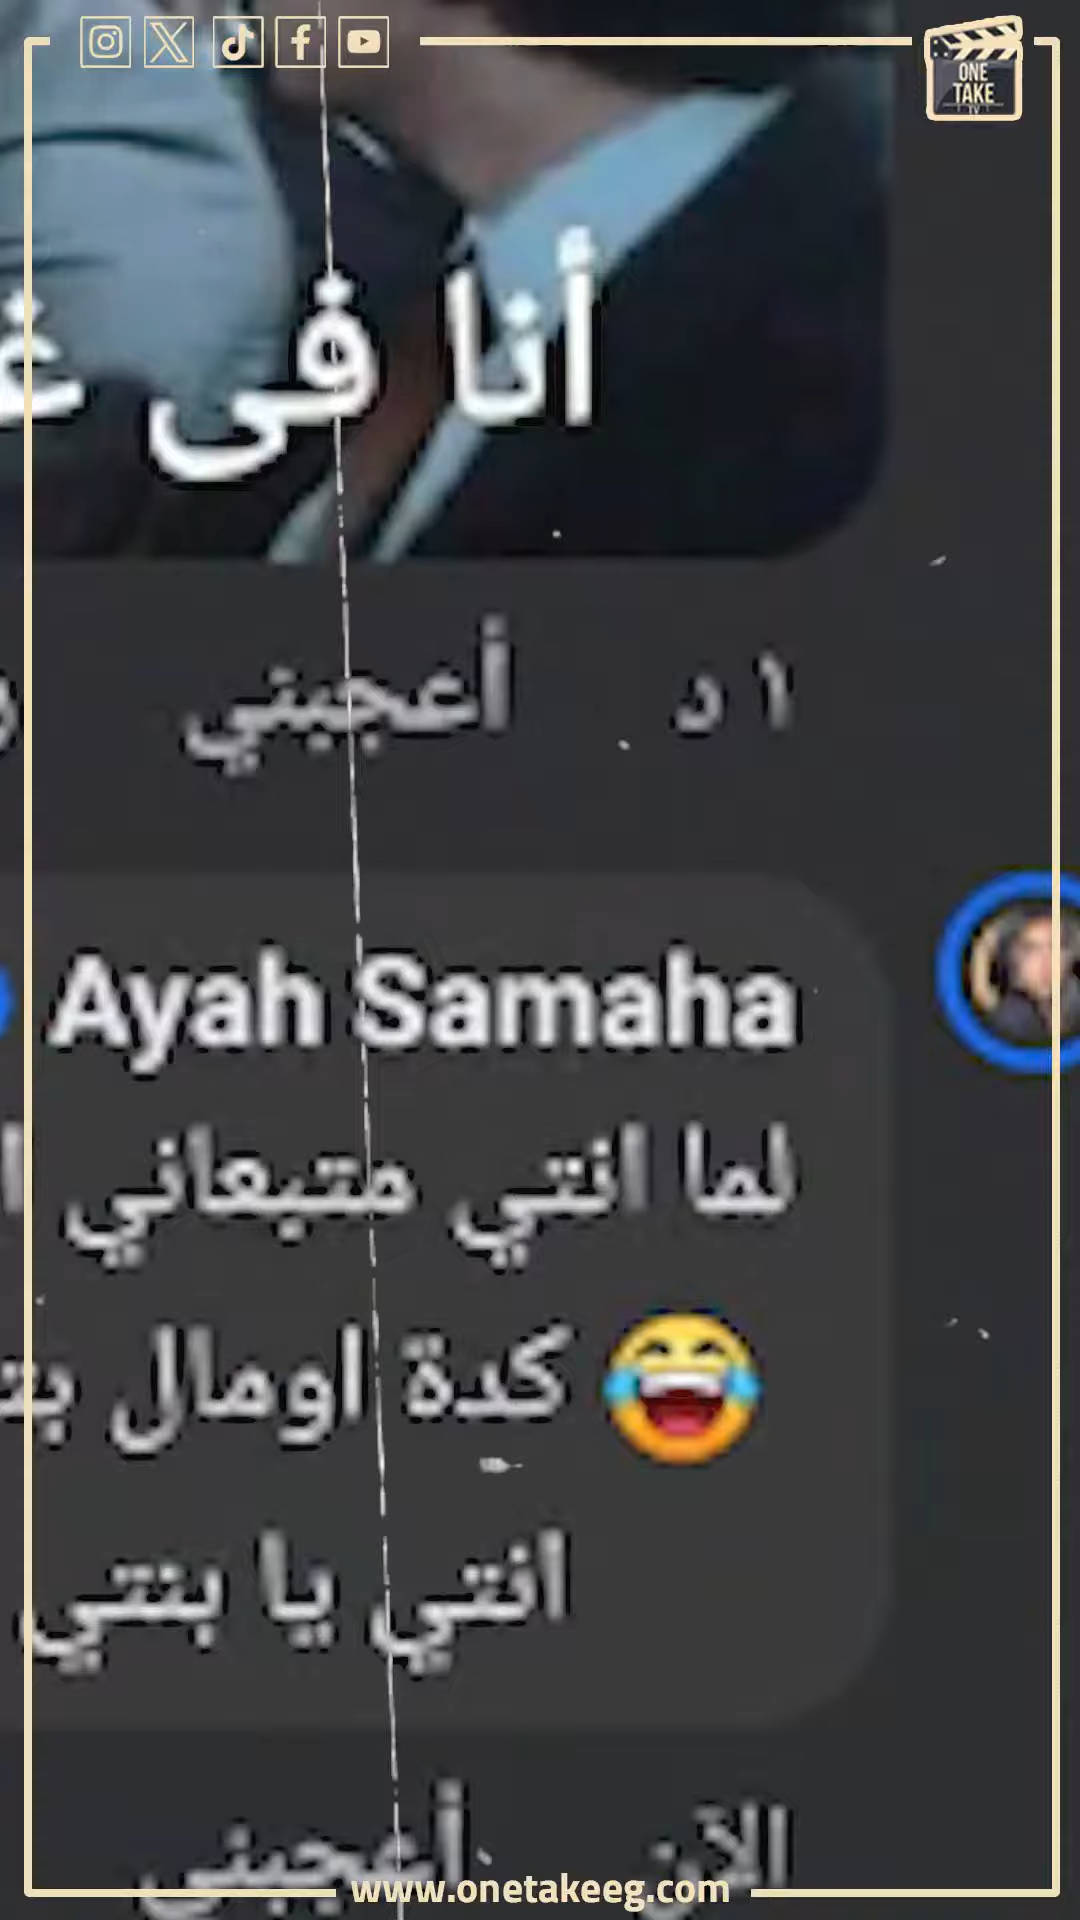 ONE
TAKE
TV
أنا فى
١ د أعجبني
Ayah Samaha
لما انتي متبعاني
😂 كدة اومال
انتي يا بنتي
الآن أعجبني
www.onetakeeg.com